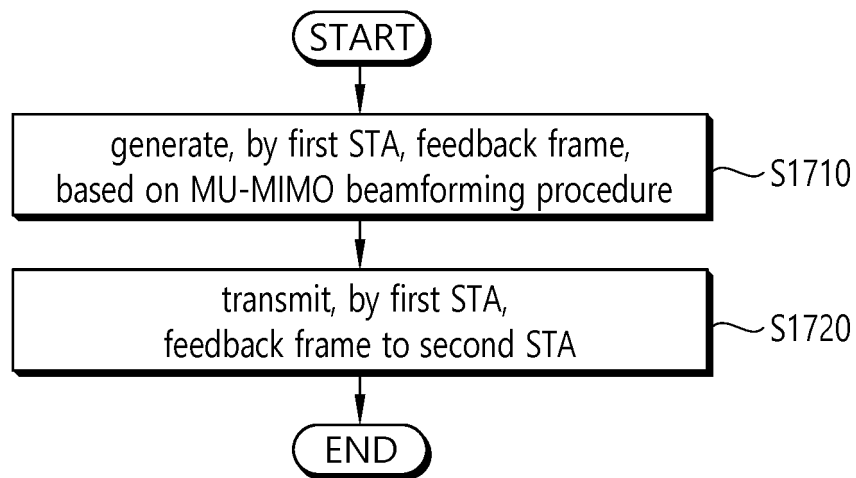 START
generate, by first STA, feedback frame,
based on MU-MIMO beamforming procedure
S1710
transmit, by first STA,
feedback frame to second STA
S1720
END